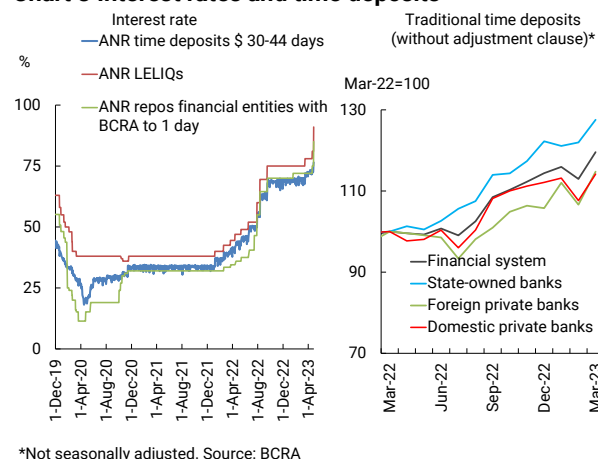 Interest rate
ANR time deposits $ 30-44 days
%
ANR LELIQs
ANR repos financial entities with
BCRA to 1 day
100
75
50
25
0
1-Dec-19
1-Apr-20
1-Aug-20
1-Dec-20
1-Apr-21
1-Aug-21
1-Dec-21
1-Apr-22
1-Aug-22
1-Dec-22
1-Apr-23
Traditional time deposits
(without adjustment clause)*
Mar-22=100
130
110
90
70
Financial system
State-owned banks
Foreign private banks
Domestic private banks
Mar-22
Jun-22
Sep-22
Dec-22
Mar-23
*Not seasonally adjusted. Source: BCRA